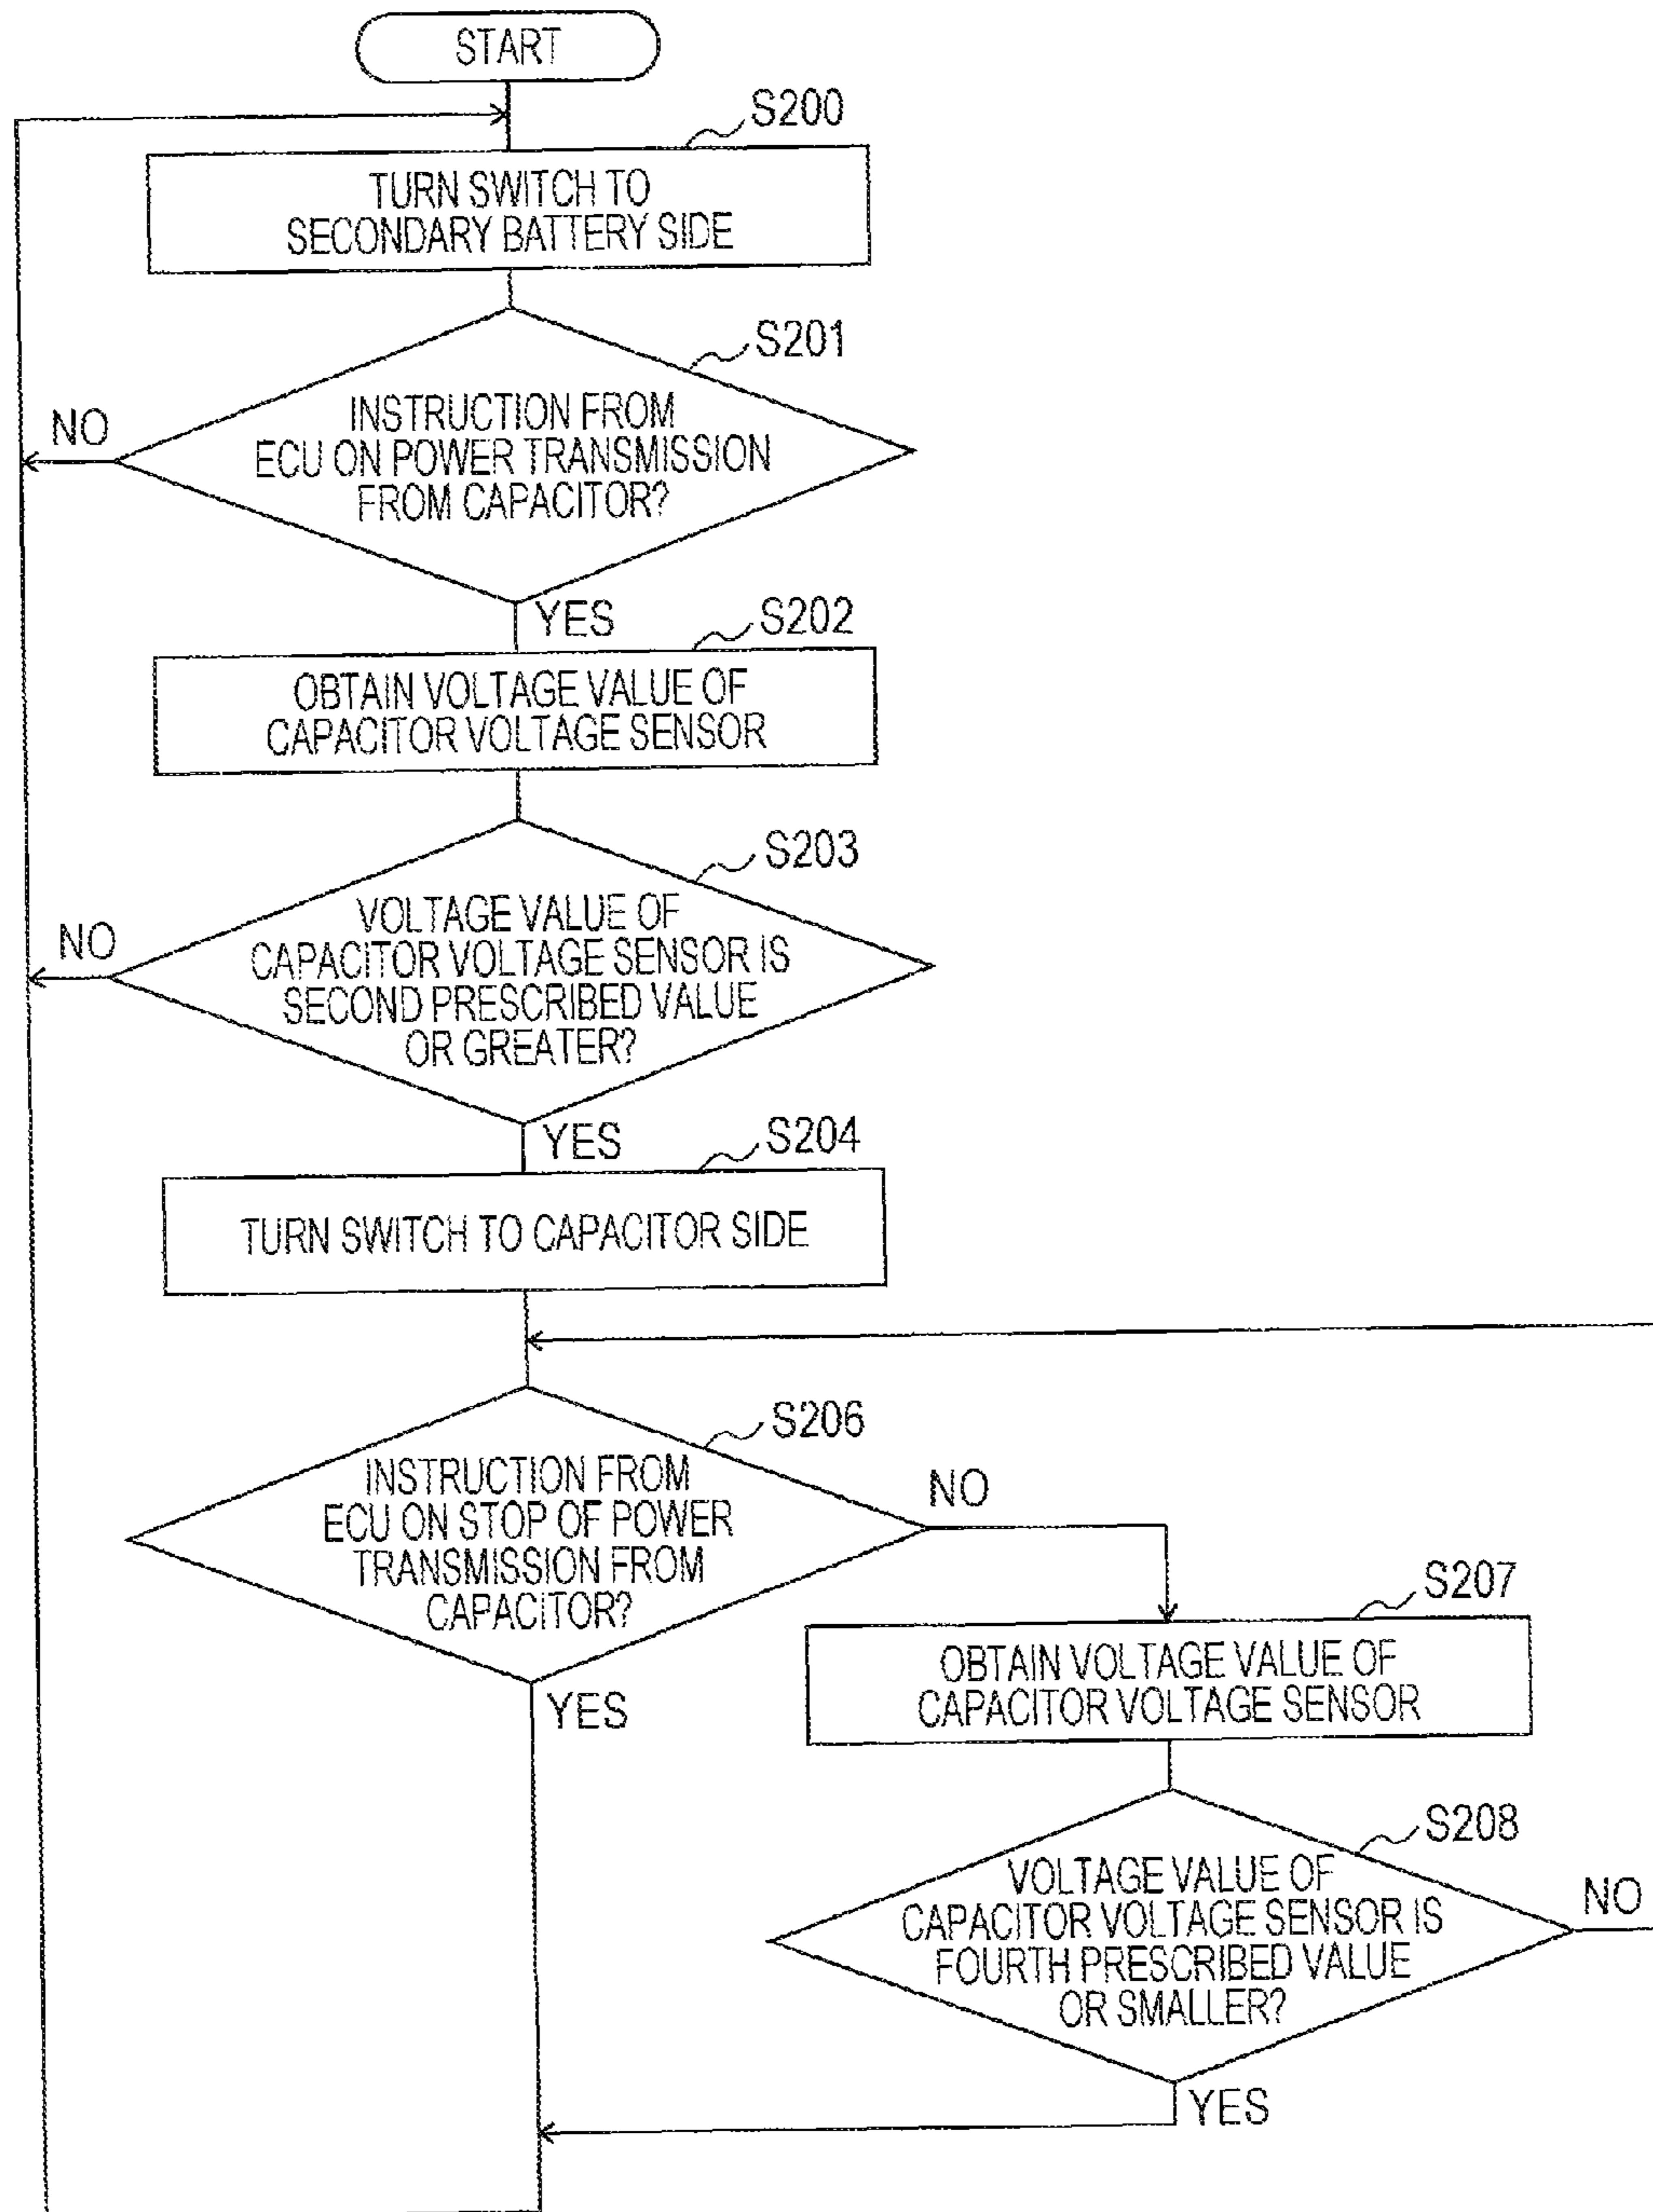 START
S200
TURN SWITCH TO
SECONDARY BATTERY SIDE
S201
INSTRUCTION FROM
ECU ON POWER TRANSMISSION
FROM CAPACITOR?
NO
YES
S202
OBTAIN VOLTAGE VALUE OF
CAPACITOR VOLTAGE SENSOR
S203
VOLTAGE VALUE OF
CAPACITOR VOLTAGE SENSOR IS
SECOND PRESCRIBED VALUE
OR GREATER?
NO
YES
S204
TURN SWITCH TO CAPACITOR SIDE
S206
INSTRUCTION FROM
ECU ON STOP OF POWER
TRANSMISSION FROM
CAPACITOR?
NO
YES
S207
OBTAIN VOLTAGE VALUE OF
CAPACITOR VOLTAGE SENSOR
S208
VOLTAGE VALUE OF
CAPACITOR VOLTAGE SENSOR IS
FOURTH PRESCRIBED VALUE
OR SMALLER?
NO
YES